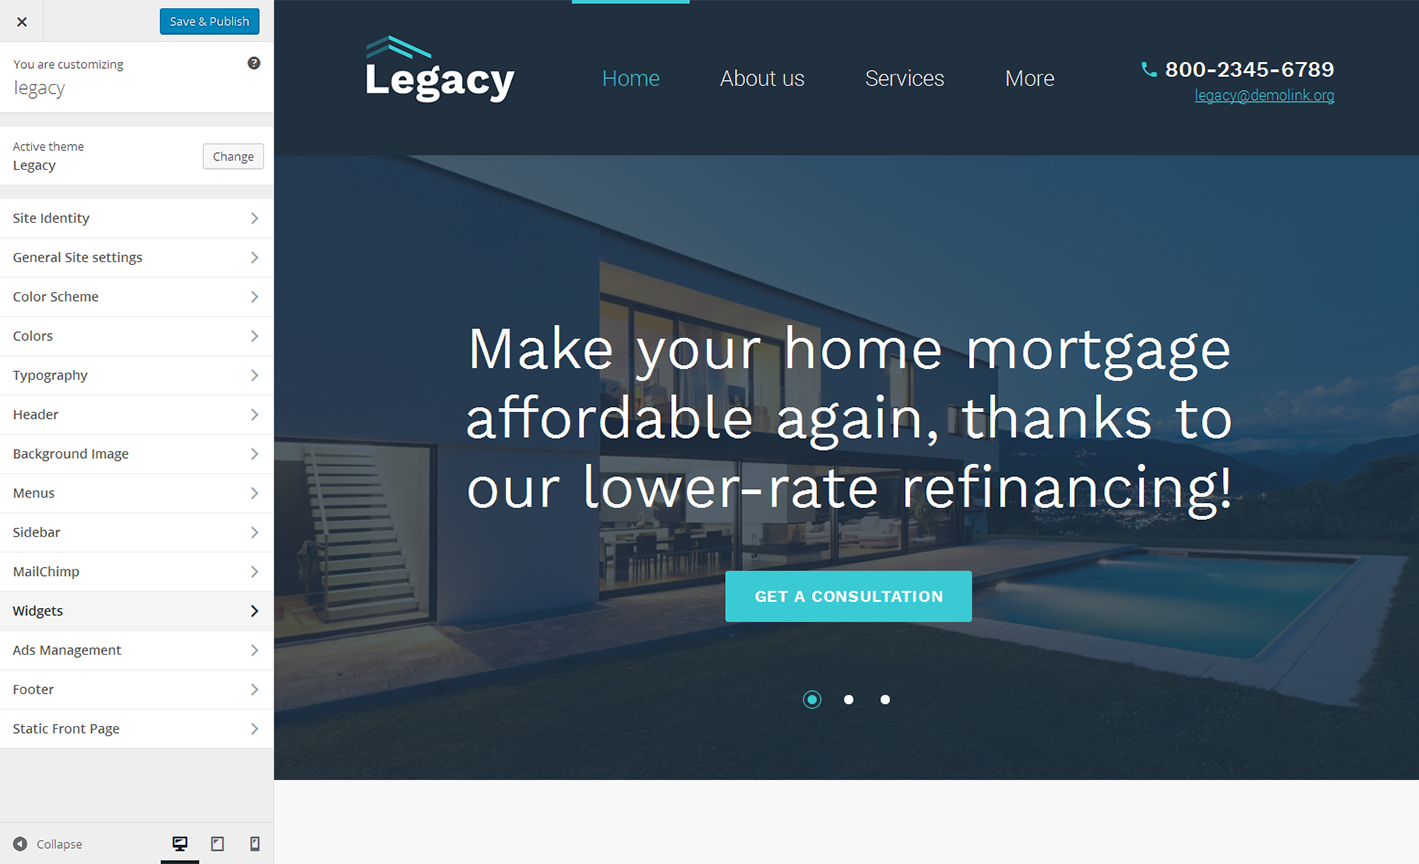 Save & Publish
You are customizing
legacy
Active theme
Legacy
Change
Site Identity
General Site settings
Color Scheme
Colors
Typography
Header
Background Image
Menus
Sidebar
MailChimp
Widgets
Ads Management
Footer
Static Front Page
Collapse
Legacy
Home
About us
Services
More
800-2345-6789
legacy@demolink.org
Make your home mortgage
affordable again, thanks to
our lower-rate refinancing!
GET A CONSULTATION